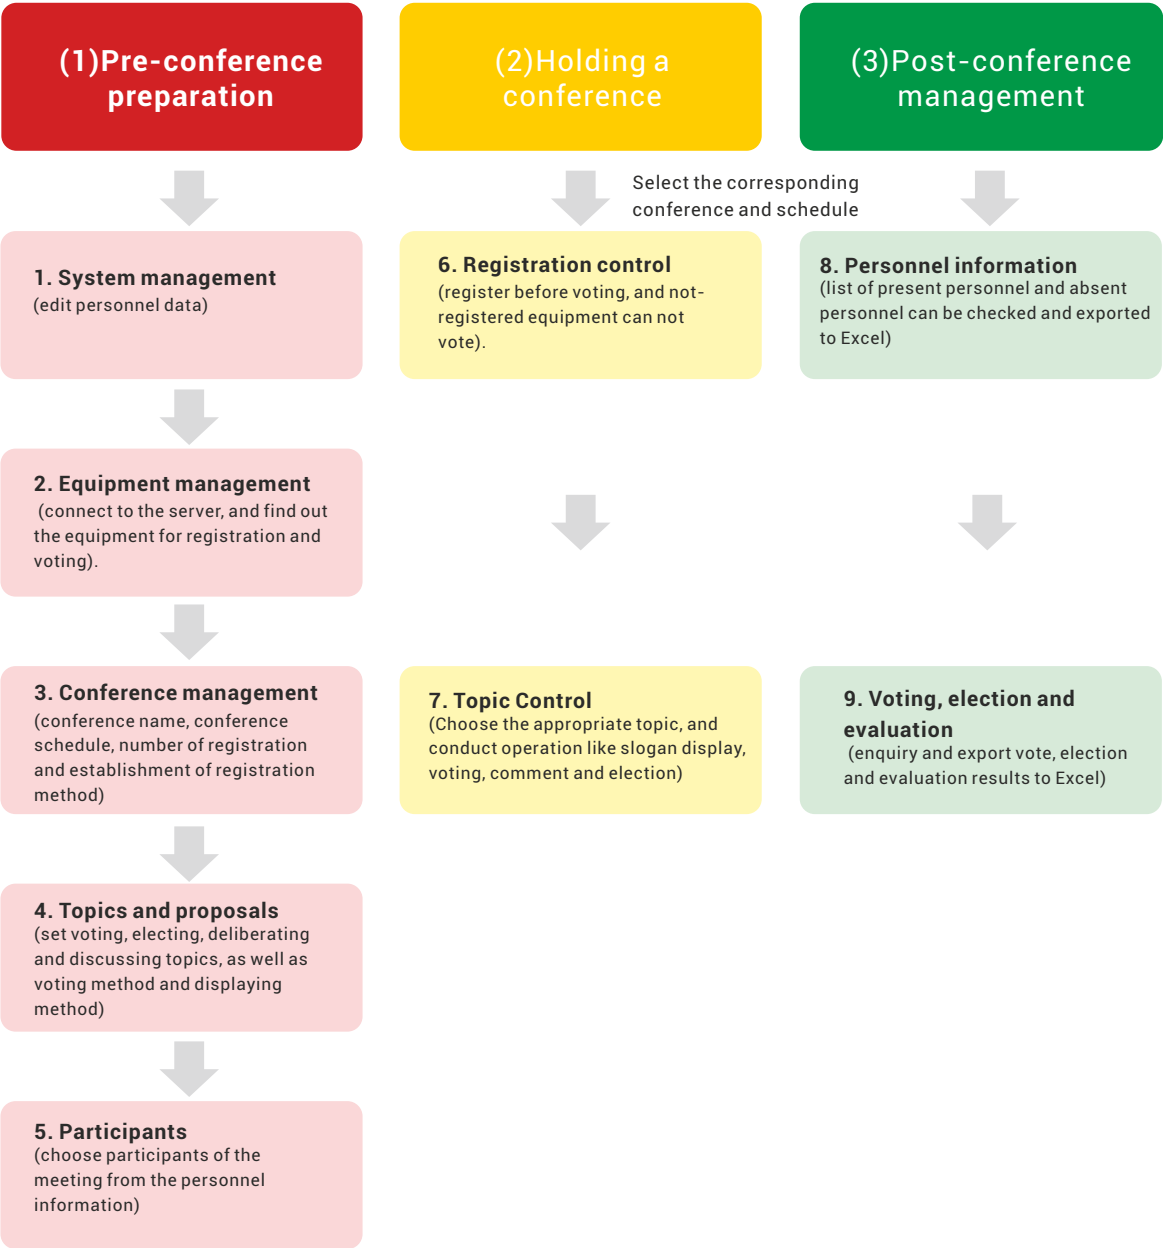 (1)Pre-conference
preparation
1. System management
(edit personnel data)
2. Equipment management
(connect to the server, and find out
the equipment for registration and
voting).
3. Conference management
(conference name, conference
schedule, number of registration
and establishment of registration
method)
4. Topics and proposals
(set voting, electing, deliberating
and discussing topics, as well as
voting method and displaying
method)
5. Participants
(choose participants of the
meeting from the personnel
information)
(2)Holding a
conference
Select the corresponding
conference and schedule
6. Registration control
(register before voting, and not-
registered equipment can not
vote).
7. Topic Control
(Choose the appropriate topic, and
conduct operation like slogan display,
voting, comment and election)
(3)Post-conference
management
8. Personnel information
(list of present personnel and absent
personnel can be checked and exported
to Excel)
9. Voting, election and
evaluation
(enquiry and export vote, election
and evaluation results to Excel)